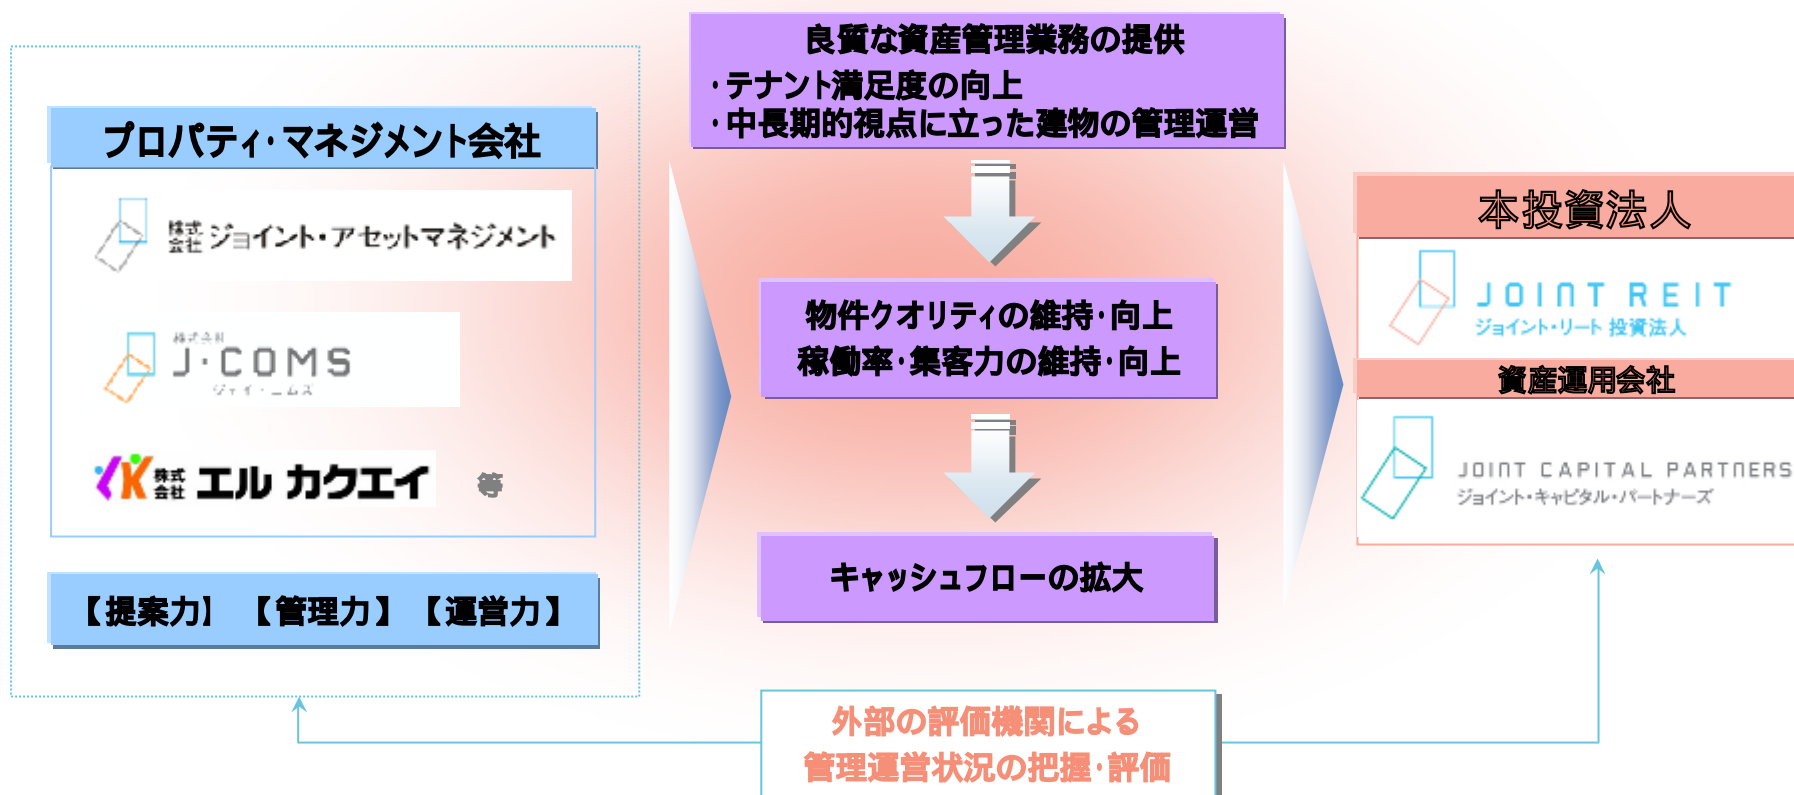 プロパティ・マネジメント会社
株式会社 ジョイント・アセットマネジメント
株式会社
J・COMS
株式会社 エル カクエイ 等
【提案力】 【管理力】 【運営力】
良質な資産管理業務の提供
・テナント満足度の向上
・中長期的視点に立った建物の管理運営
物件クオリティの維持・向上
稼働率・集客力の維持・向上
キャッシュフローの拡大
本投資法人
JOINT REIT
ジョイント・リート 投資法人
資産運用会社
JOINT CAPITAL PARTNERS
ジョイント・キャピタル・パートナーズ
外部の評価機関による
管理運営状況の把握・評価